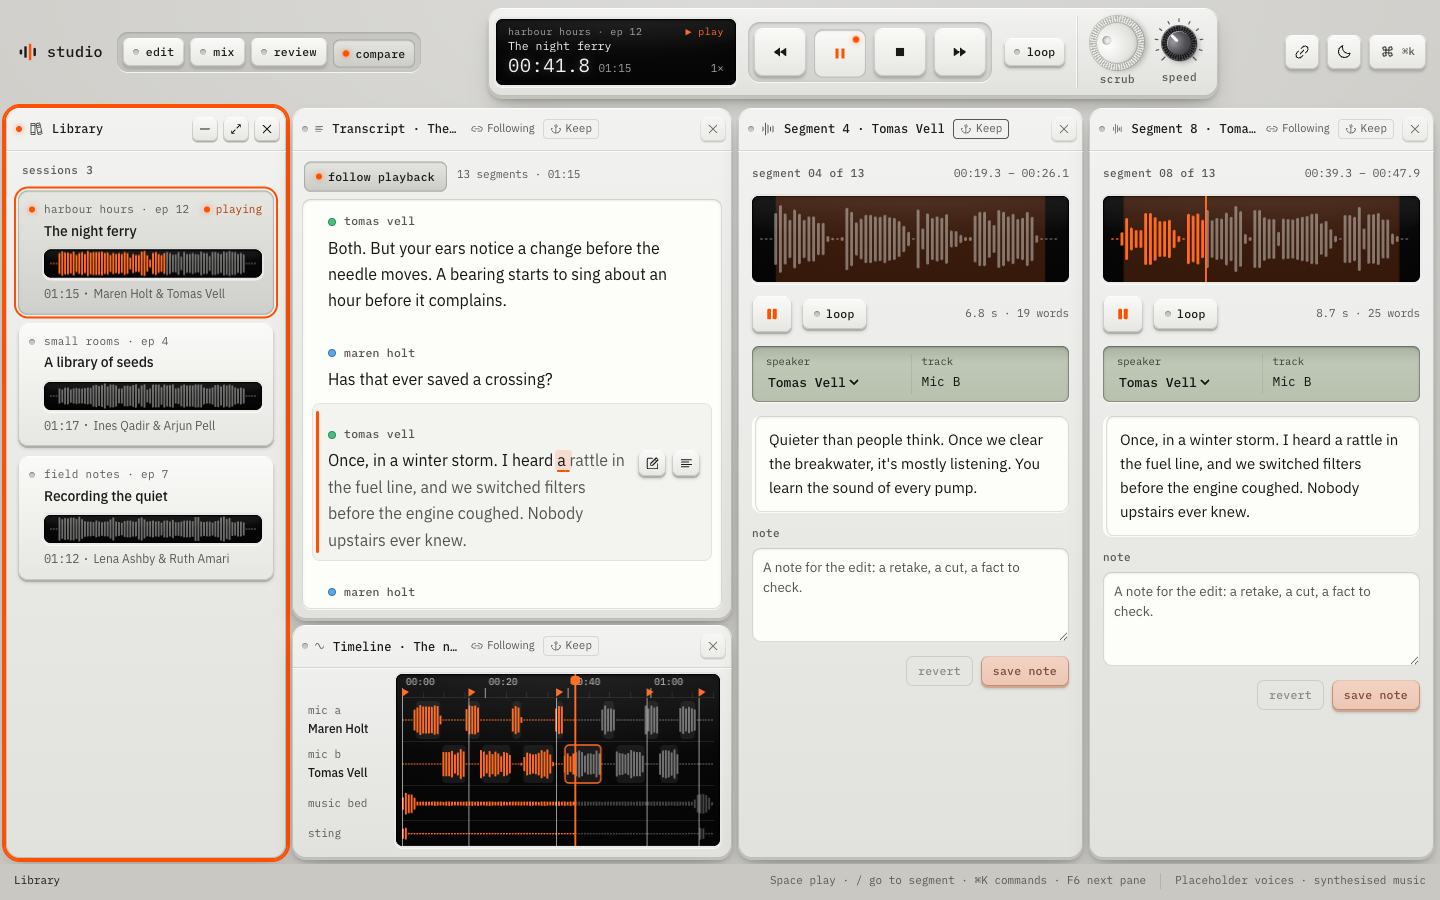 studio
edit
mix
review
compare
harbour hours · ep 12
▶ play
The night ferry
00:41.8 01:15
1×
loop
scrub
speed
⌘ ⌘k
Library
sessions 3
harbour hours · ep 12
playing
The night ferry
01:15 · Maren Holt & Tomas Vell
small rooms · ep 4
A library of seeds
01:17 · Ines Qadir & Arjun Pell
field notes · ep 7
Recording the quiet
01:12 · Lena Ashby & Ruth Amari
Transcript · The…
Following
Keep
follow playback
13 segments · 01:15
tomas vell
Both. But your ears notice a change before the
needle moves. A bearing starts to sing about an
hour before it complains.
maren holt
Has that ever saved a crossing?
tomas vell
Once, in a winter storm. I heard a rattle in
the fuel line, and we switched filters
before the engine coughed. Nobody
upstairs ever knew.
maren holt
Timeline · The n…
Following
Keep
00:00
00:20
0:40
01:00
mic a
Maren Holt
mic b
Tomas Vell
music bed
sting
Segment 4 · Tomas Vell
Keep
segment 04 of 13
00:19.3 – 00:26.1
loop
6.8 s · 19 words
speaker
track
Tomas Vell
Mic B
Quieter than people think. Once we clear
the breakwater, it's mostly listening. You
learn the sound of every pump.
note
A note for the edit: a retake, a cut, a fact to
check.
revert
save note
Segment 8 · Toma…
Following
Keep
segment 08 of 13
00:39.3 – 00:47.9
loop
8.7 s · 25 words
speaker
track
Tomas Vell
Mic B
Once, in a winter storm. I heard a rattle in
the fuel line, and we switched filters
before the engine coughed. Nobody
upstairs ever knew.
note
A note for the edit: a retake, a cut, a fact to
check.
revert
save note
Library
Space play · / go to segment · ⌘K commands · F6 next pane
Placeholder voices · synthesised music